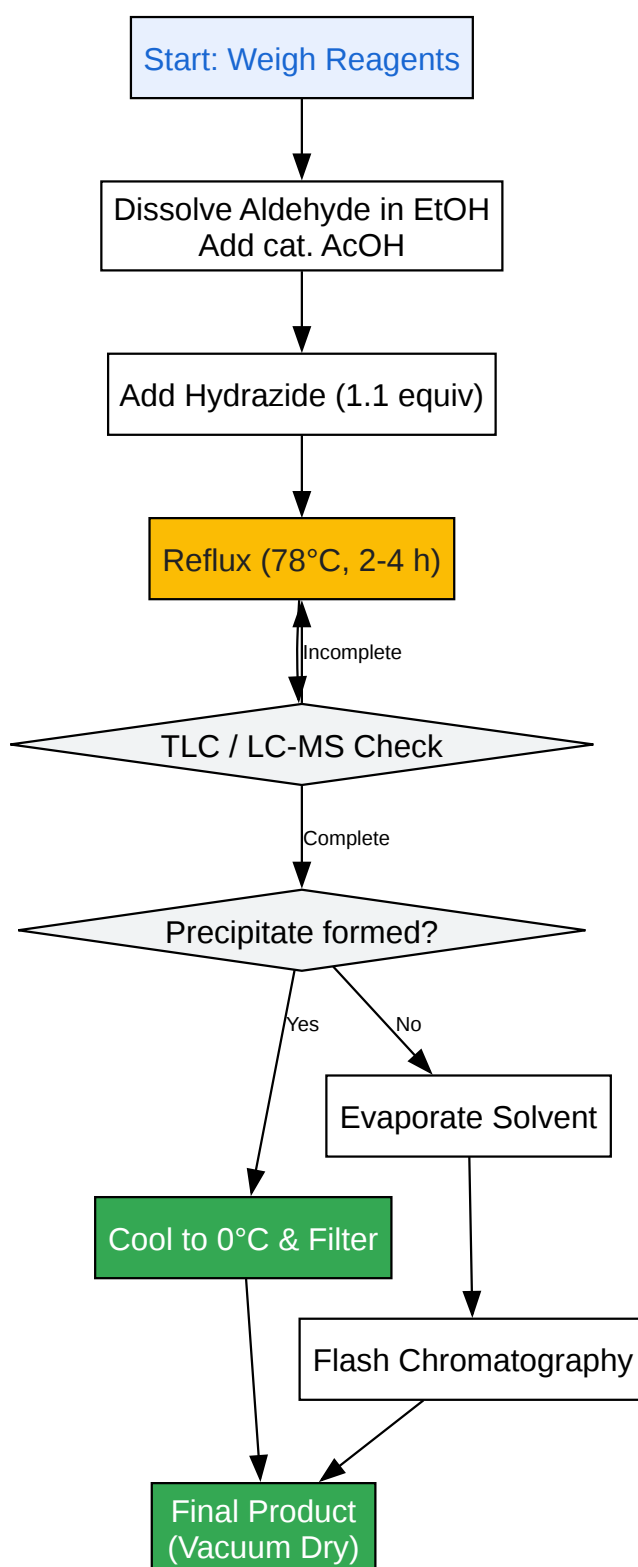 Start: Weigh Reagents
Dissolve Aldehyde in EtOH
Add cat. AcOH
Add Hydrazide (1.1 equiv)
Reflux (78°C, 2-4 h)
Incomplete
TLC / LC-MS Check
Complete
Precipitate formed?
Yes
No
Evaporate Solvent
Cool to 0°C & Filter
Flash Chromatography
Final Product
(Vacuum Dry)